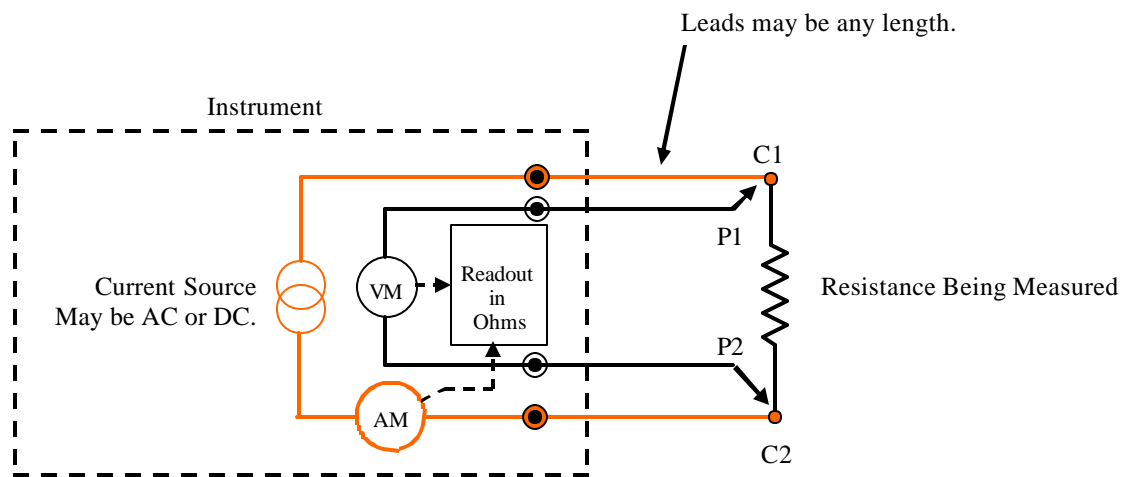 Leads may be any length.
Instrument
C1
P1
Current Source
May be AC or DC.
VM
Readout
in
Ohms
Resistance Being Measured
P2
AM
C2